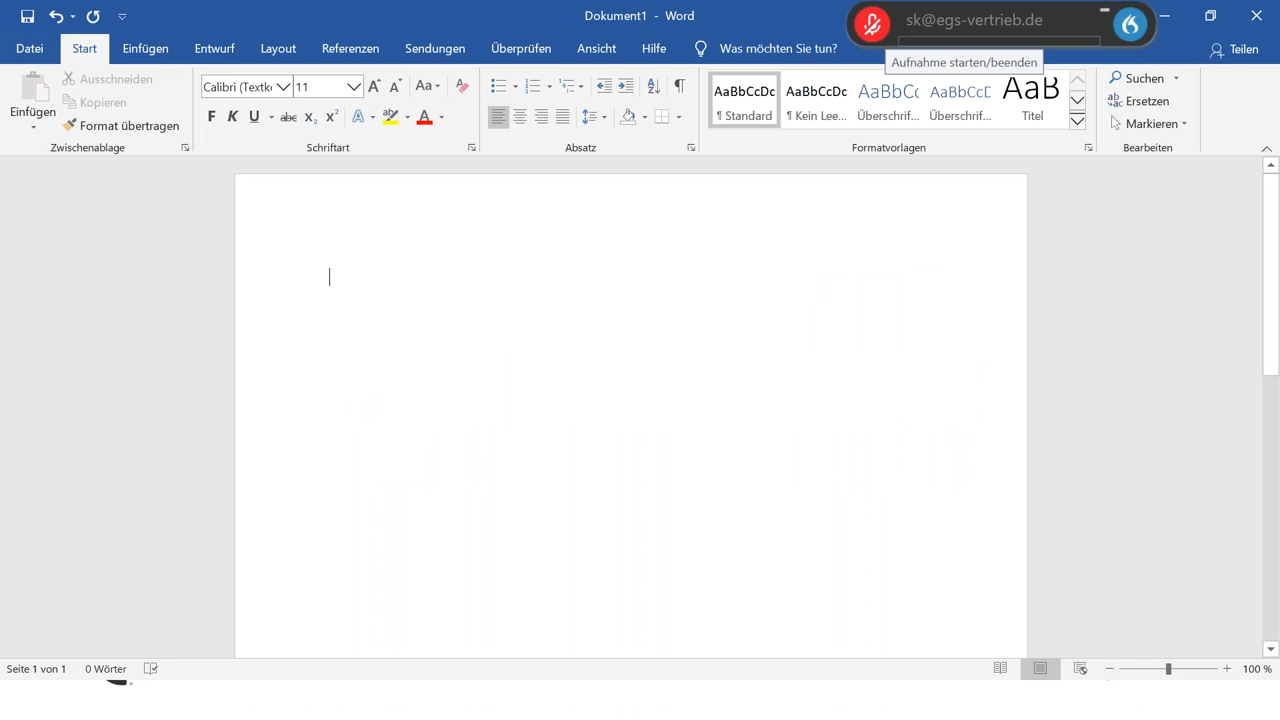 Dokument1 - Word
sk@egs-vertrieb.de
Datei Start Einfügen Entwurf Layout Referenzen Sendungen Überprüfen Ansicht Hilfe Was möchten Sie tun? Teilen
Aufnahme starten/beenden
Einfügen
Ausschneiden
Kopieren
Format übertragen
Zwischenablage
Calibri (Textk 11
Aa
F K U abc x₂ x² A A
Schriftart
Absatz
AaBbCcDc AaBbCcDc AaBbCc AaBbCcD AaB
¶ Standard ¶ Kein Lee... Überschrif... Überschrif... Titel
Formatvorlagen
Suchen
Ersetzen
Markieren
Bearbeiten
Seite 1 von 1 0 Wörter 100 %